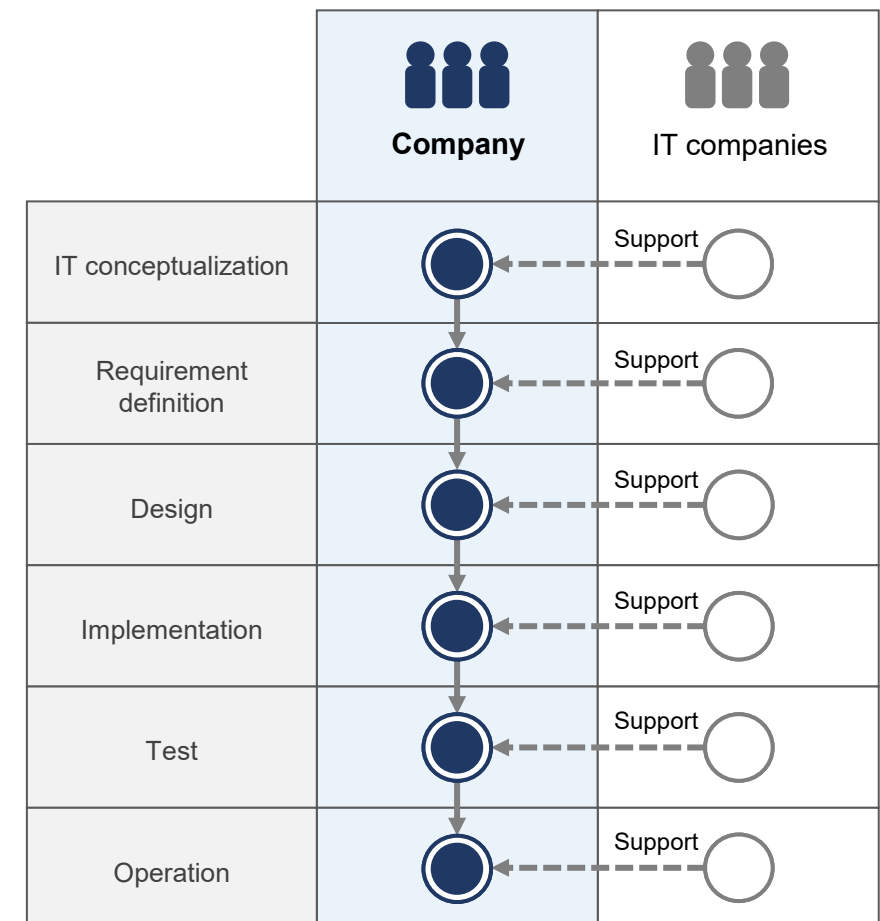 Company
IT companies
IT conceptualization
Support
Requirement
definition
Support
Design
Support
Implementation
Support
Test
Support
Operation
Support